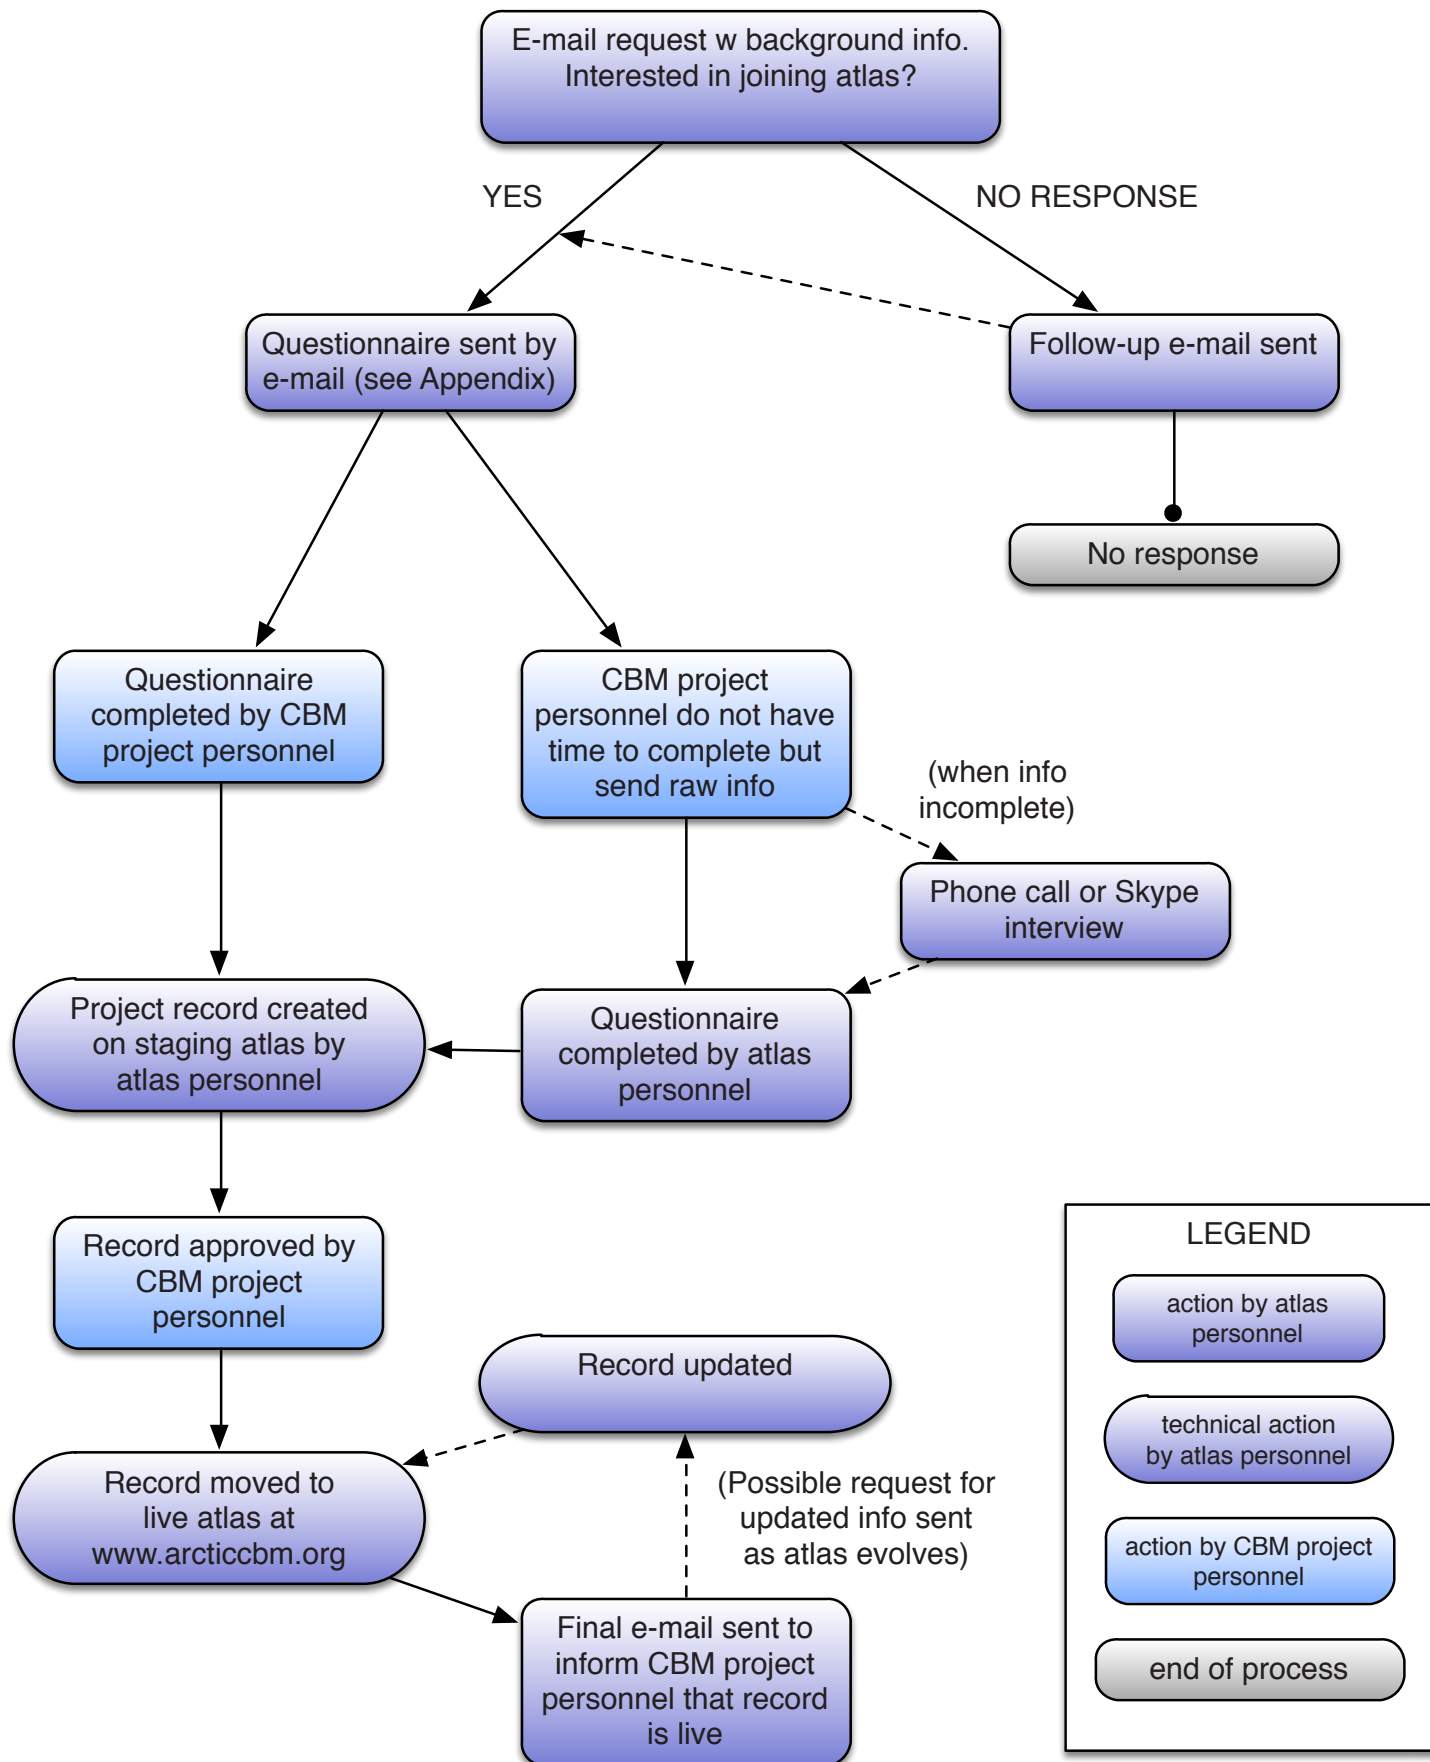 E-mail request w background info.
Interested in joining atlas?
YES
NO RESPONSE
Questionnaire sent by
e-mail (see Appendix)
Follow-up e-mail sent
No response
Questionnaire
completed by CBM
project personnel
CBM project
personnel do not have
time to complete but
send raw info
(when info
incomplete)
Phone call or Skype
interview
Project record created
on staging atlas by
atlas personnel
Questionnaire
completed by atlas
personnel
Record approved by
CBM project
personnel
Record updated
Record moved to
live atlas at
www.arcticcbm.org
(Possible request for
updated info sent
as atlas evolves)
Final e-mail sent to
inform CBM project
personnel that record
is live
LEGEND
action by atlas
personnel
technical action
by atlas personnel
action by CBM project
personnel
end of process